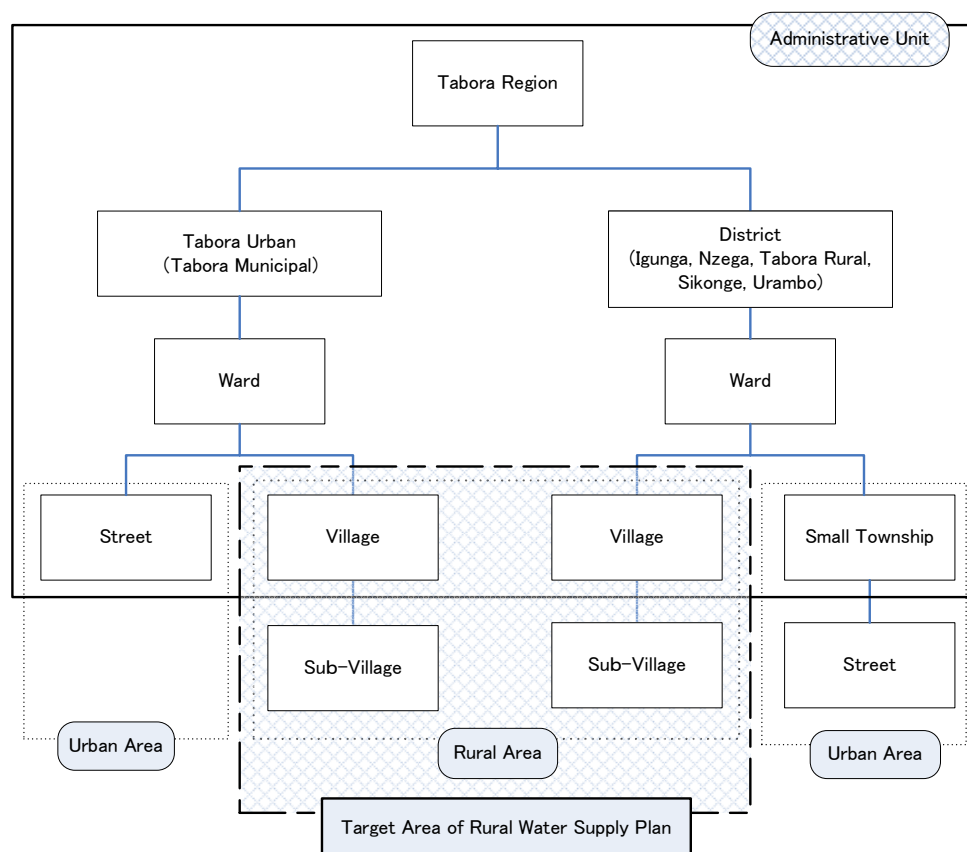 Administrative Unit
Tabora Region
Tabora Urban
(Tabora Municipal)
District
(Igunga, Nzega, Tabora Rural,
Sikonge, Urambo)
Ward
Ward
Street
Village
Village
Small Township
Sub-Village
Sub-Village
Street
Urban Area
Rural Area
Urban Area
Target Area of Rural Water Supply Plan